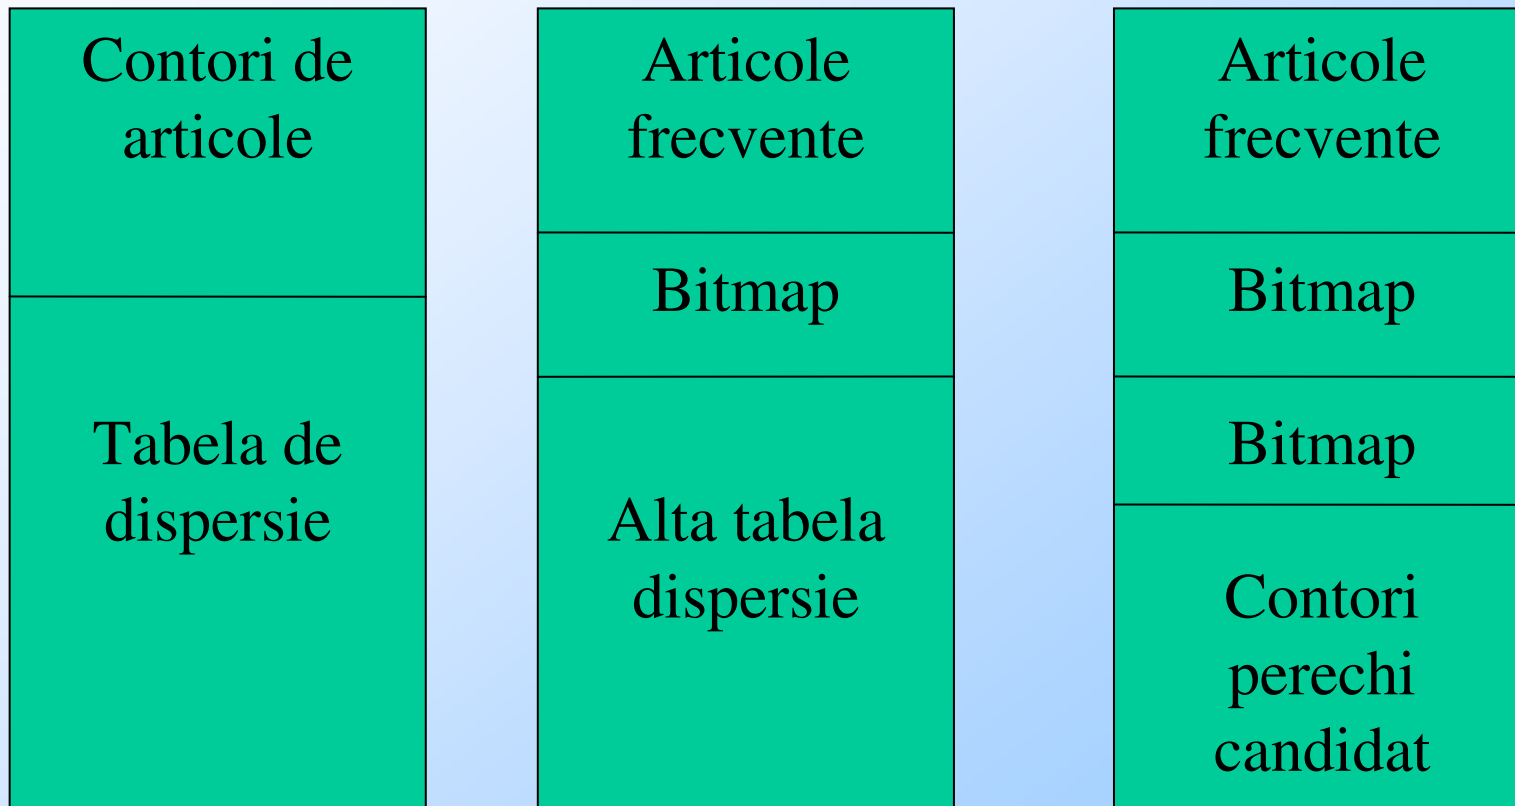 Contori de
articole
Tabela de
dispersie
Articole
frecvente
Bitmap
Alta tabela
dispersie
Articole
frecvente
Bitmap
Bitmap
Contori
perechi
candidat